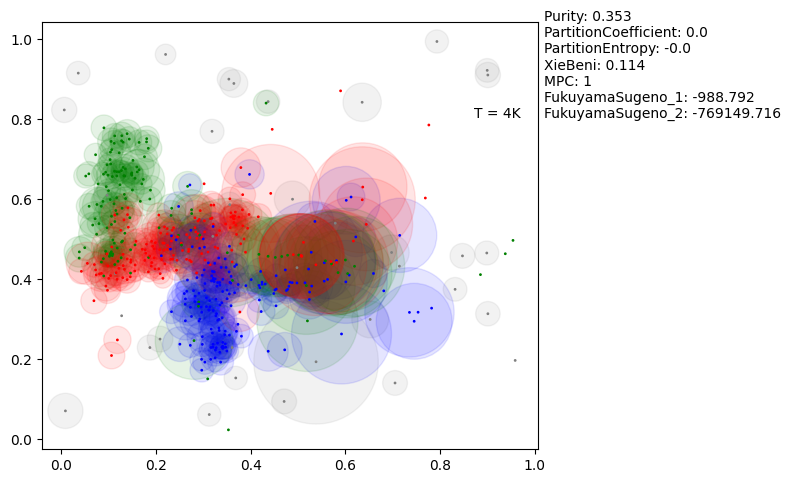 Purity: 0.353
PartitionCoefficient: 0.0
PartitionEntropy: -0.0
XieBeni: 0.114
MPC: 1
FukuyamaSugeno_1: -988.792
FukuyamaSugeno_2: -769149.716
T = 4K
1.0
0.8
0.6
0.4
0.2
0.0
0.0 0.2 0.4 0.6 0.8 1.0